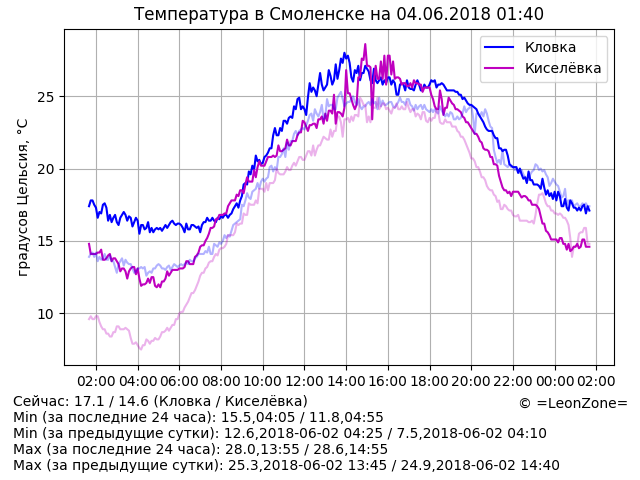 Температура в Смоленске на 04.06.2018 01:40
Кловка
Киселёвка
градусов Цельсия, °C
25
20
15
10
02:00 04:00 06:00 08:00 10:00 12:00 14:00 16:00 18:00 20:00 22:00 00:00 02:00
Сейчас: 17.1 / 14.6 (Кловка / Киселёвка)
© =LeonZone=
Min (за последние 24 часа): 15.5,04:05 / 11.8,04:55
Min (за предыдущие сутки): 12.6,2018-06-02 04:25 / 7.5,2018-06-02 04:10
Max (за последние 24 часа): 28.0,13:55 / 28.6,14:55
Max (за предыдущие сутки): 25.3,2018-06-02 13:45 / 24.9,2018-06-02 14:40